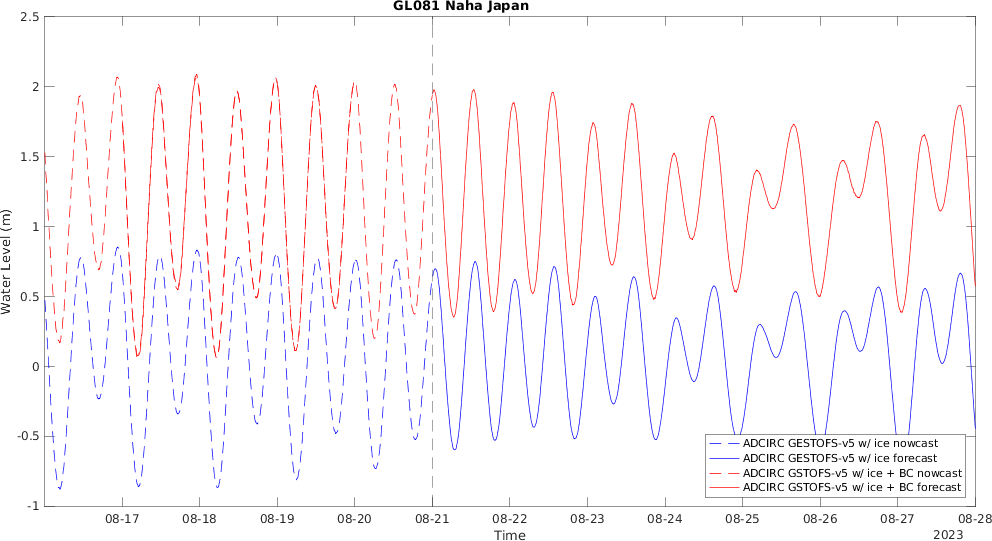 GL081 Naha Japan
Water Level (m)
2.5
2
1.5
1
0.5
0
-0.5
-1
ADCIRC GESTOFS-v5 w/ ice nowcast
ADCIRC GESTOFS-v5 w/ ice forecast
ADCIRC GSTOFS-v5 w/ ice + BC nowcast
ADCIRC GSTOFS-v5 w/ ice + BC forecast
08-17 08-18 08-19 08-20 08-21 08-22 08-23 08-24 08-25 08-26 08-27 08-28
Time
2023